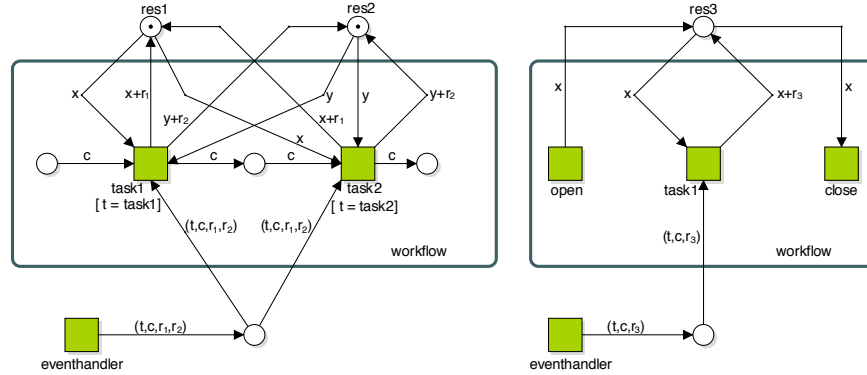 res1
res2
res3
x
x+r1
y+r2
y
x
x+r1
y
y+r2
c
c
c
c
task1
[ t = task1]
task2
[ t = task2]
(t,c,r1,r2)
(t,c,r1,r2)
workflow
(t,c,r1,r2)
eventhandler
x
x
x+r3
x
open
task1
close
(t,c,r3)
workflow
(t,c,r3)
eventhandler